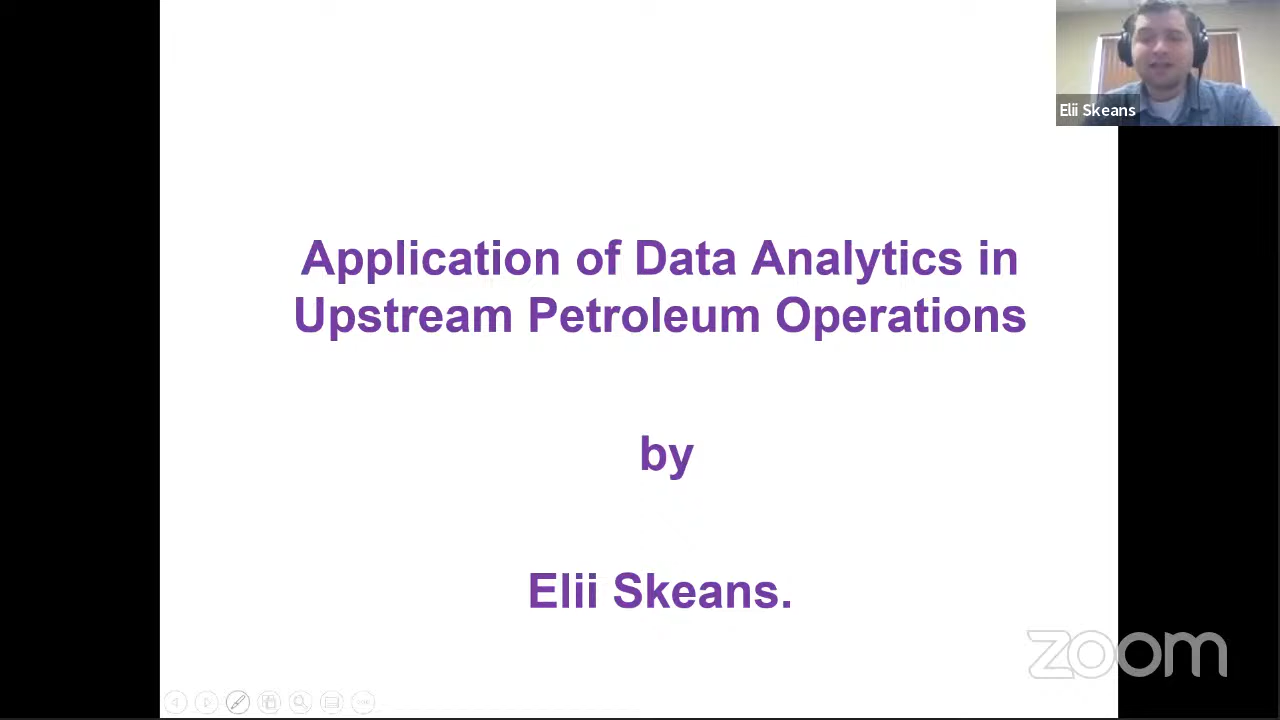 Elii Skeans
Application of Data Analytics in
Upstream Petroleum Operations
by
Elii Skeans.
zoom